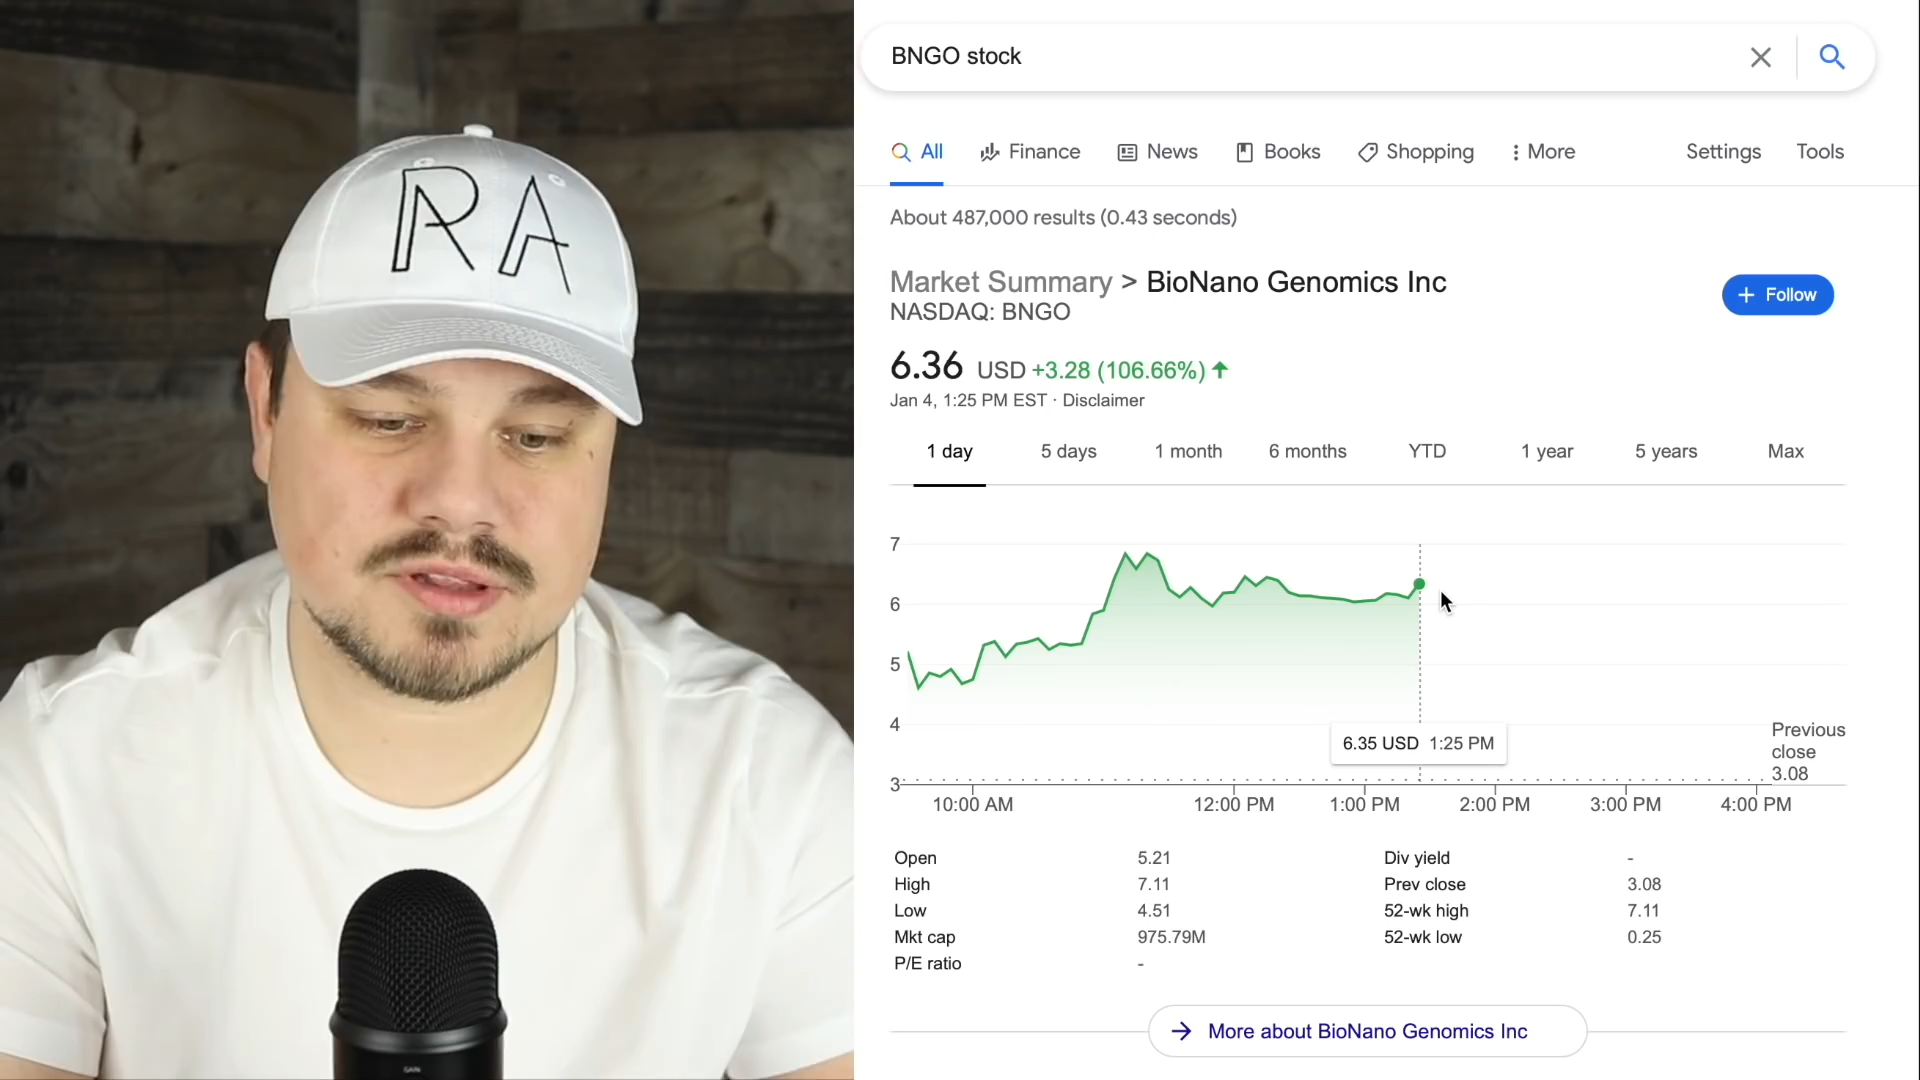 RA
GAIN
BNGO stock
All Finance News Books Shopping More Settings Tools
About 487,000 results (0.43 seconds)
Market Summary > BioNano Genomics Inc
NASDAQ: BNGO
+ Follow
6.36 USD +3.28 (106.66%)
Jan 4, 1:25 PM EST · Disclaimer
1 day 5 days 1 month 6 months YTD 1 year 5 years Max
7
6
5
4
3
6.35 USD 1:25 PM
Previous
close
3.08
10:00 AM 12:00 PM 1:00 PM 2:00 PM 3:00 PM 4:00 PM
Open 5.21 Div yield -
High 7.11 Prev close 3.08
Low 4.51 52-wk high 7.11
Mkt cap 975.79M 52-wk low 0.25
P/E ratio -
More about BioNano Genomics Inc